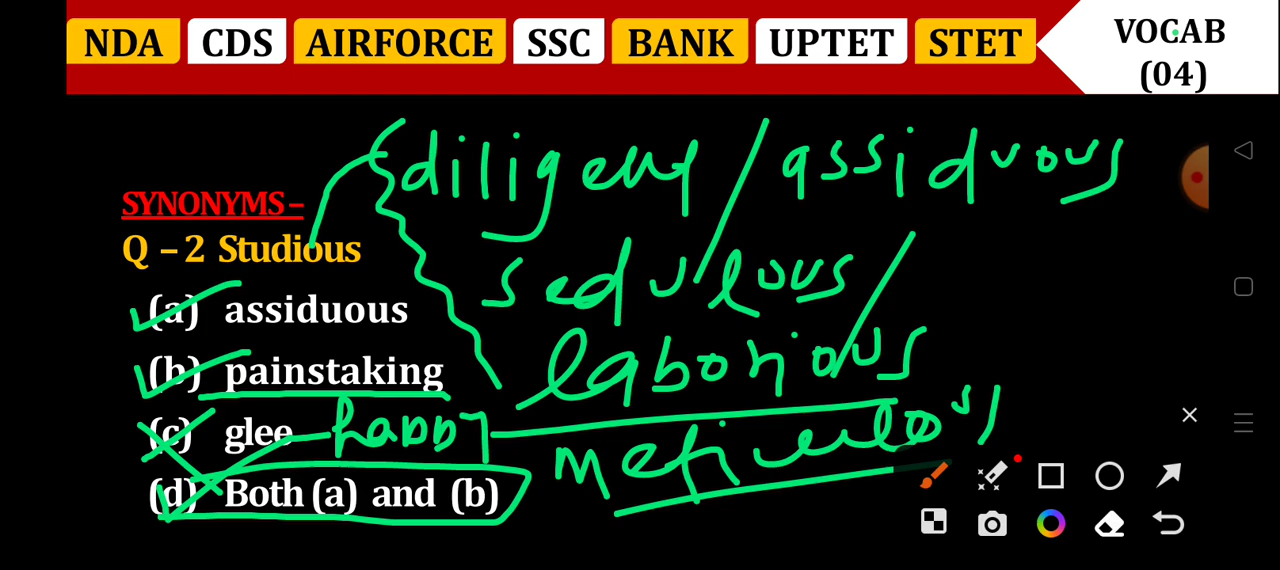 NDA CDS AIRFORCE SSC BANK UPTET STET
VOCAB
(04)
diligent / assiduous
SYNONYMS –
Q – 2 Studious
sedulous /
(a) assiduous
laborious
(b) painstaking
(c) glee happy
meticulous
(d) Both (a) and (b)